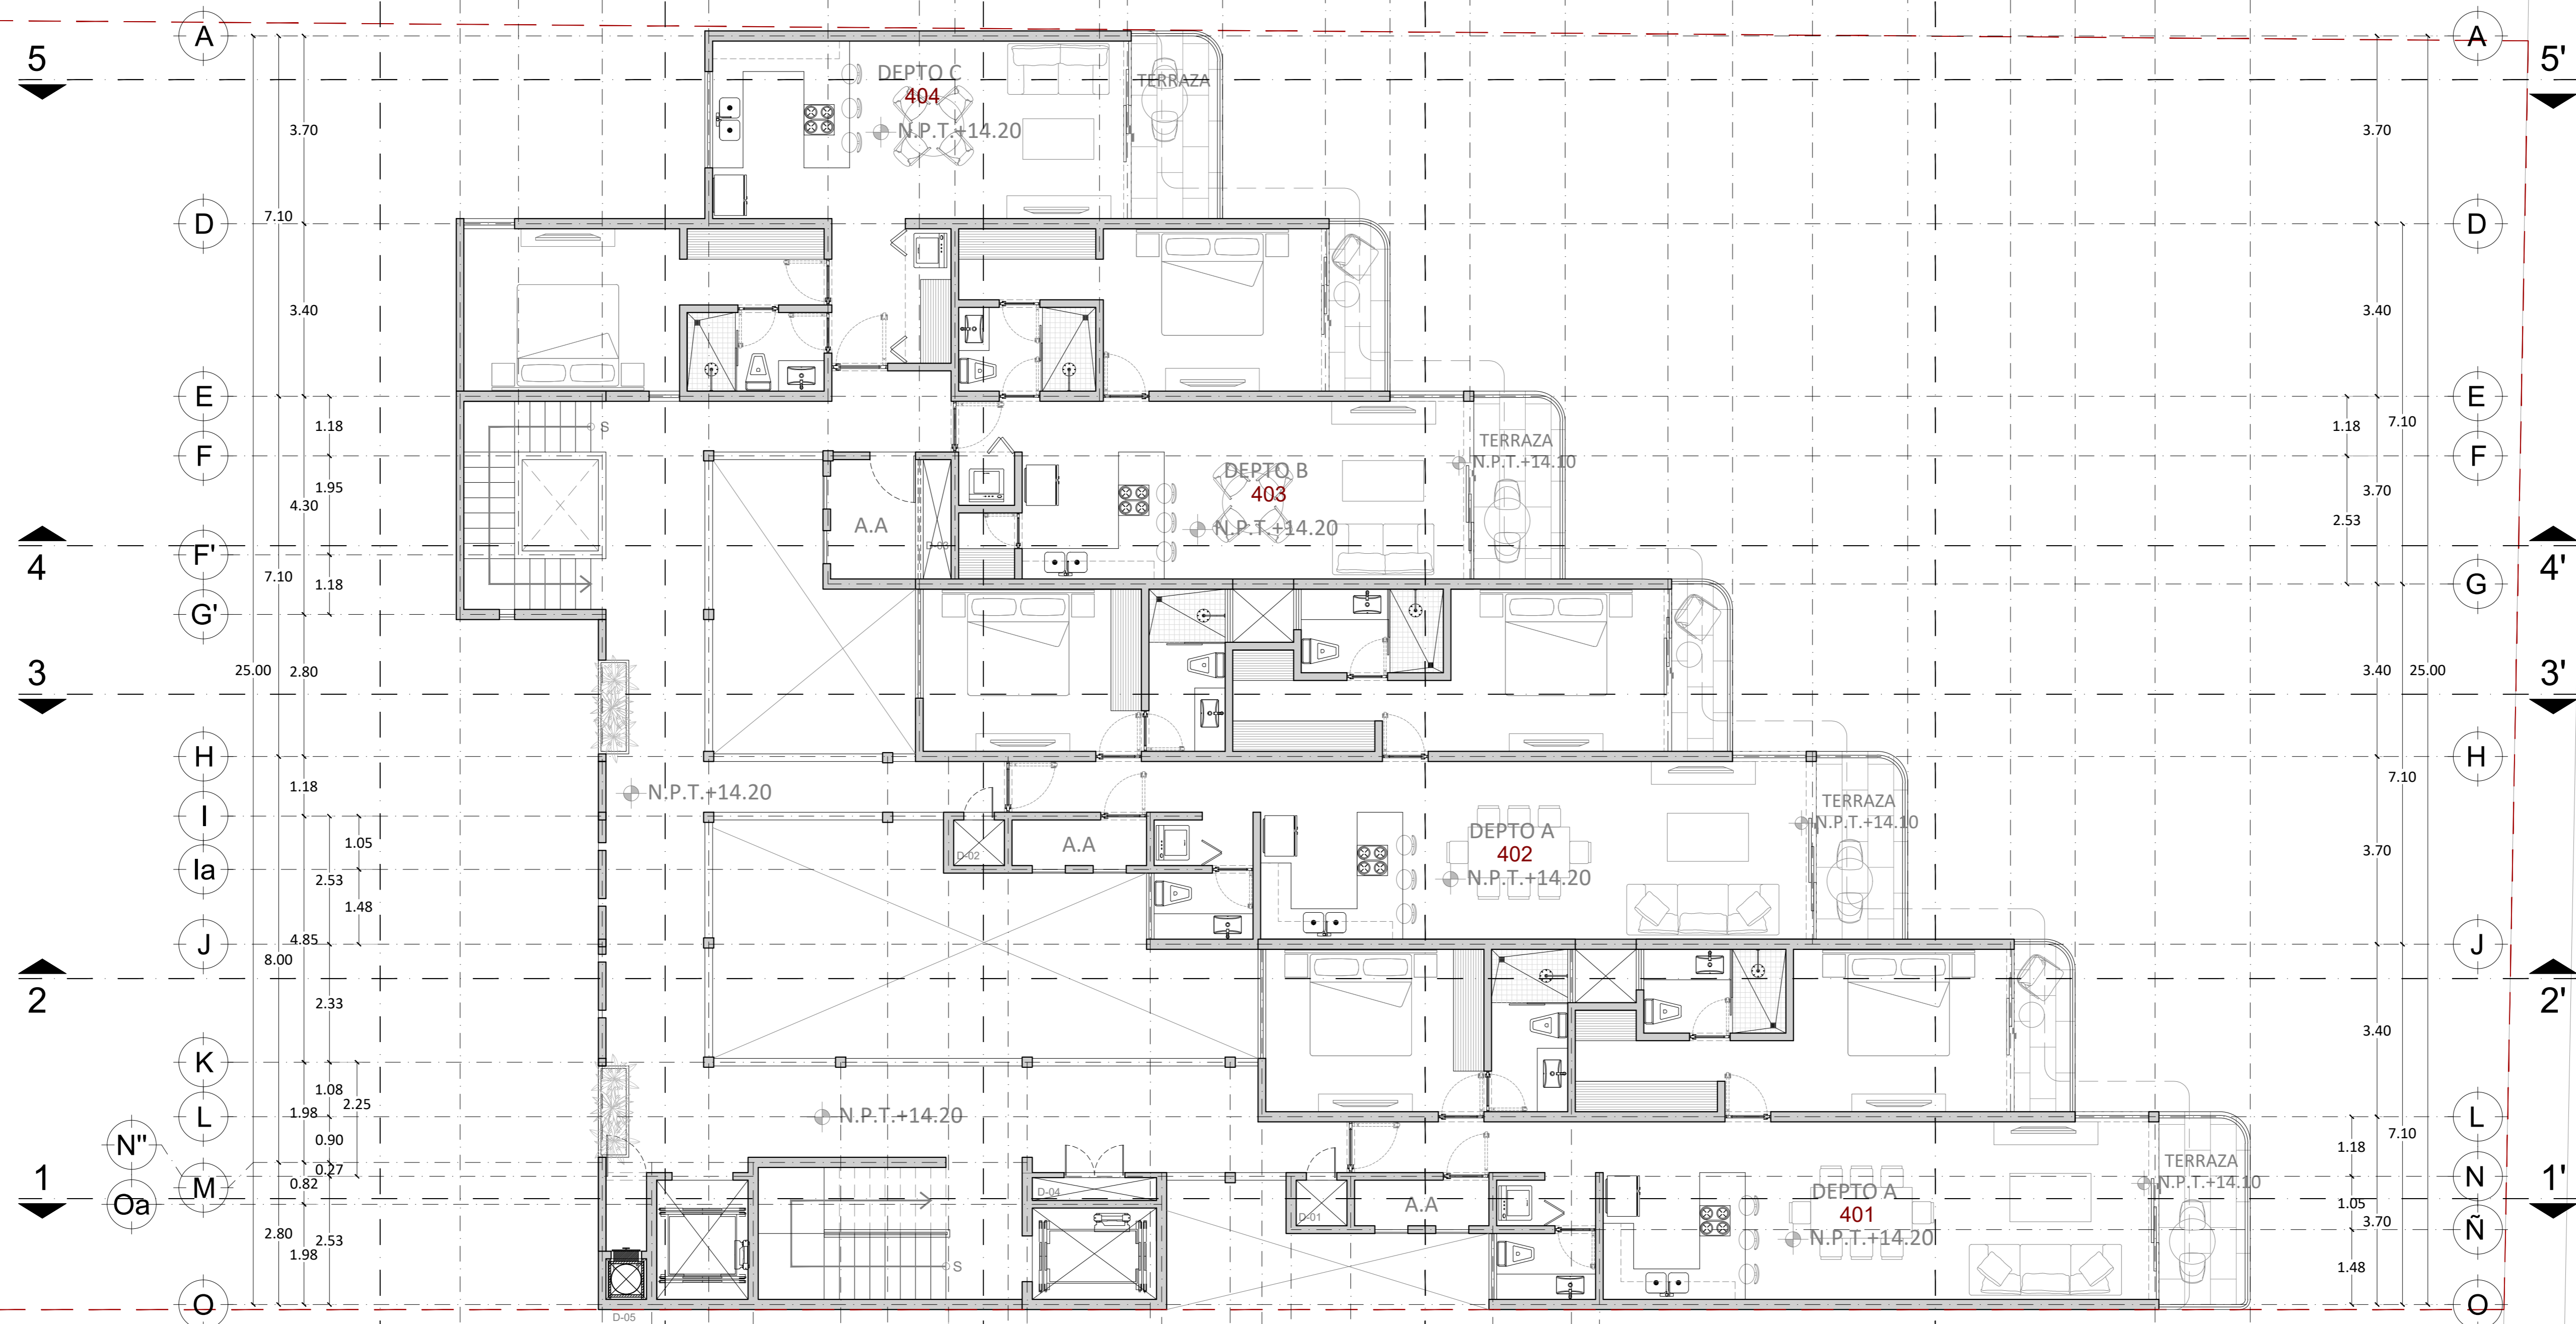 A
A
5
5'
DEPTO C
404
TERRAZA
N.P.T.+14.20
3.70
3.70
7.10
D
D
3.40
3.40
E
E
S
1.18
1.18
7.10
TERRAZA
F
F
N.P.T.+14.10
DEPTO B
403
1.95
3.70
4.30
A.A
N.P.T.+14.20
2.53
D-03
F'
4
4'
7.10
1.18
G
G'
25.00
2.80
3.40
25.00
3
3'
H
H
7.10
1.18
N.P.T.+14.20
TERRAZA
I
N.P.T.+14.10
DEPTO A
402
1.05
A.A
D-02
3.70
Ia
2.53
N.P.T.+14.20
1.48
4.85
J
J
8.00
2
2'
2.33
3.40
K
1.08
1.98
2.25
N.P.T.+14.20
L
L
0.90
7.10
N''
1.18
TERRAZA
0.27
N
N.P.T.+14.10
M
0.82
1
1'
D-04
DEPTO A
401
Oa
A.A
1.05
D-01
3.70
Ñ
2.80
2.53
N.P.T.+14.20
1.98
S
1.48
O
O
D-05